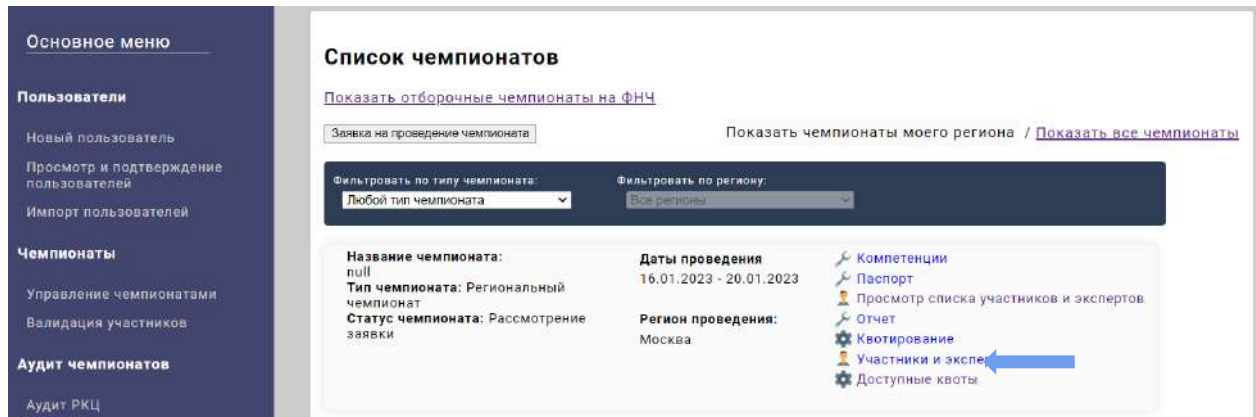 Основное меню
Пользователи
Новый пользователь
Просмотр и подтверждение
пользователей
Импорт пользователей
Чемпионаты
Управление чемпионатами
Валидация участников
Аудит чемпионатов
Аудит РКЦ
Список чемпионатов
Показать отборочные чемпионаты на ФНЧ
Заявка на проведение чемпионата
Показать чемпионаты моего региона / Показать все чемпионаты
Фильтровать по типу чемпионата:
Любой тип чемпионата
Фильтровать по региону:
Все регионы
Название чемпионата:
null
Тип чемпионата: Региональный
чемпионат
Статус чемпионата: Рассмотрение
заявки
Даты проведения
16.01.2023 - 20.01.2023
Регион проведения:
Москва
Компетенции
Паспорт
Просмотр списка участников и экспертов
Отчет
Квотирование
Участники и
Доступные квоты